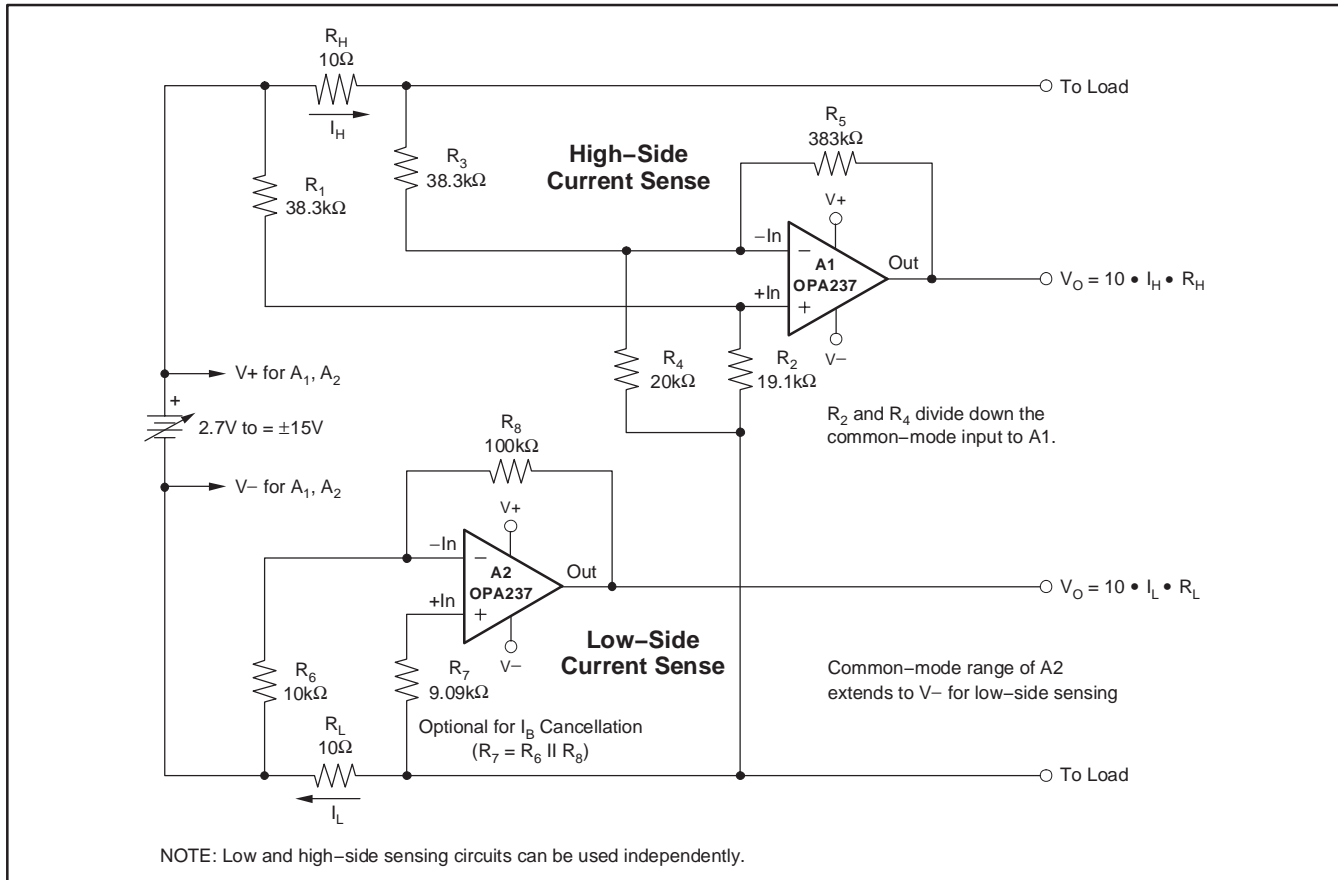 R_H
10Ω
I_H
To Load
R_5
383kΩ
High−Side
Current Sense
R_3
38.3kΩ
R_1
38.3kΩ
V+
−In
−
A1
OPA237
Out
+In
+
V−
V_O = 10 • I_H • R_H
R_4
20kΩ
R_2
19.1kΩ
R_2 and R_4 divide down the
common−mode input to A1.
V+ for A_1, A_2
+
2.7V to = ±15V
V− for A_1, A_2
R_8
100kΩ
V+
−In
−
A2
OPA237
Out
+In
+
V−
V_O = 10 • I_L • R_L
Low−Side
Current Sense
R_6
10kΩ
R_7
9.09kΩ
Common−mode range of A2
extends to V− for low−side sensing
Optional for I_B Cancellation
(R_7 = R_6 II R_8)
R_L
10Ω
I_L
To Load
NOTE: Low and high−side sensing circuits can be used independently.